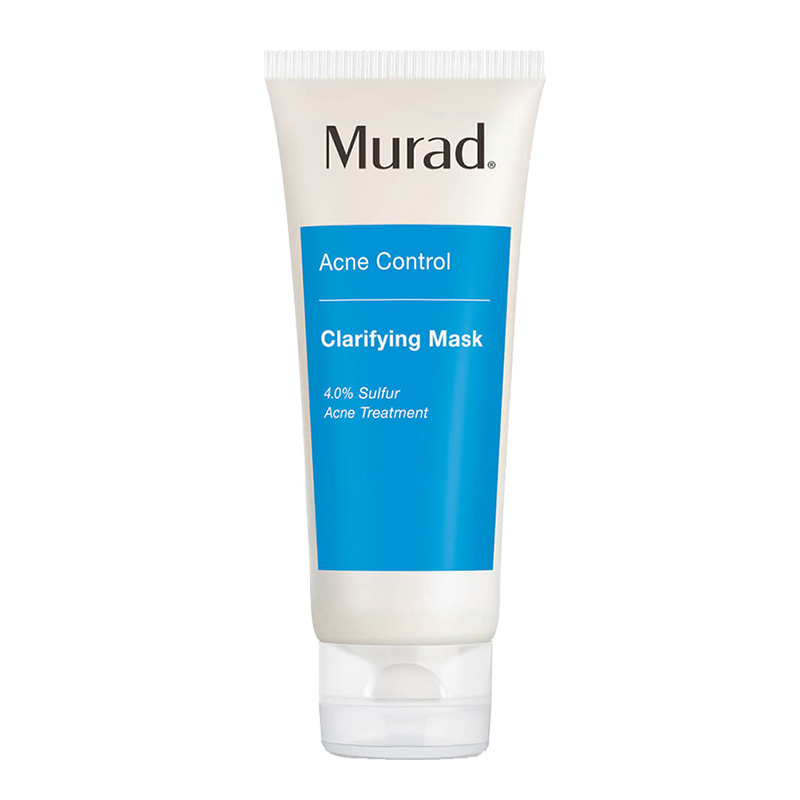 Murad®
Acne Control
Clarifying Mask
4.0% Sulfur
Acne Treatment